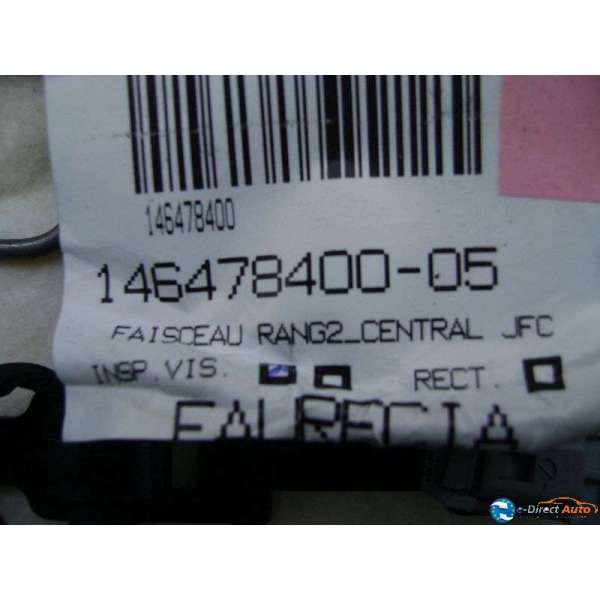 146478400
146478400-05
FAISCEAU RANG2_CENTRAL JFC
INSP.VIS. RECT.
FAURECIA
e-Direct Auto